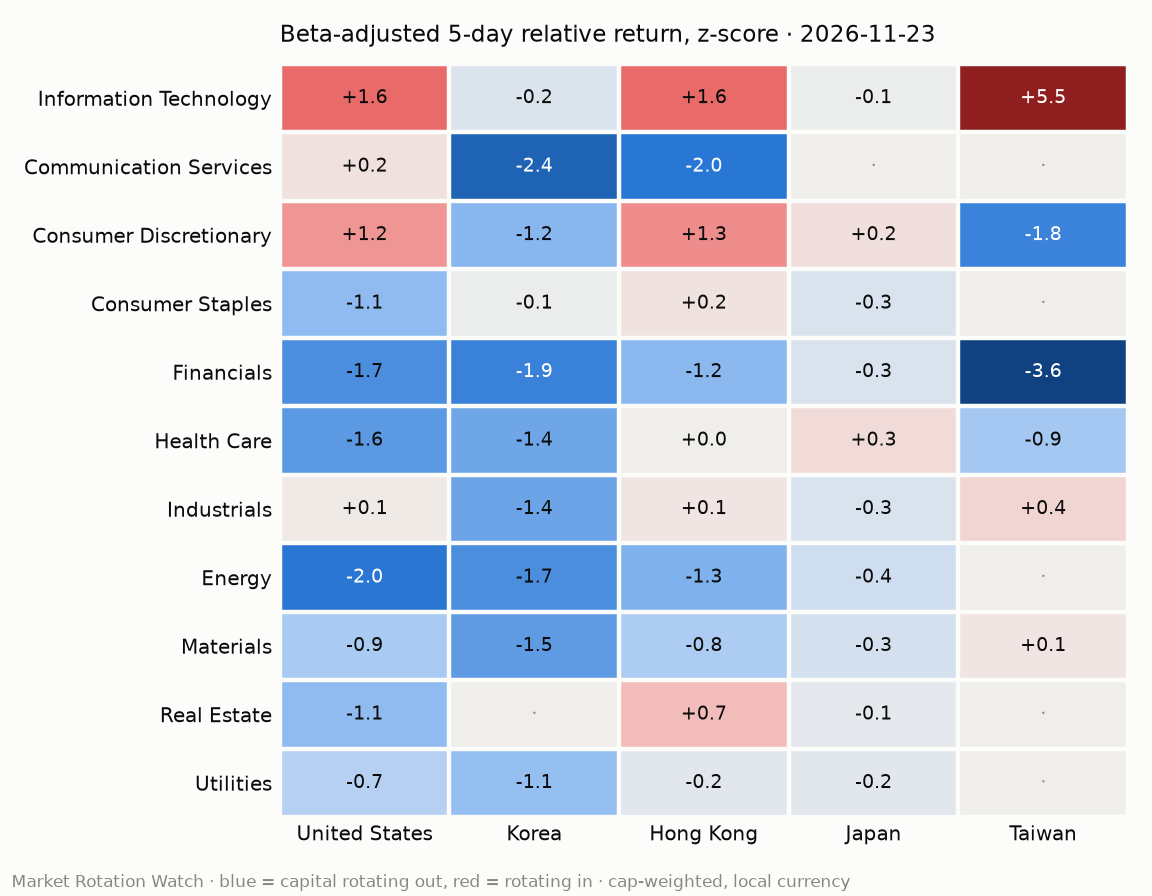 Beta-adjusted 5-day relative return, z-score · 2026-11-23
Information Technology +1.6 -0.2 +1.6 -0.1 +5.5
Communication Services +0.2 -2.4 -2.0 · ·
Consumer Discretionary +1.2 -1.2 +1.3 +0.2 -1.8
Consumer Staples -1.1 -0.1 +0.2 -0.3 ·
Financials -1.7 -1.9 -1.2 -0.3 -3.6
Health Care -1.6 -1.4 +0.0 +0.3 -0.9
Industrials +0.1 -1.4 +0.1 -0.3 +0.4
Energy -2.0 -1.7 -1.3 -0.4 ·
Materials -0.9 -1.5 -0.8 -0.3 +0.1
Real Estate -1.1 · +0.7 -0.1 ·
Utilities -0.7 -1.1 -0.2 -0.2 ·
United States Korea Hong Kong Japan Taiwan
Market Rotation Watch · blue = capital rotating out, red = rotating in · cap-weighted, local currency